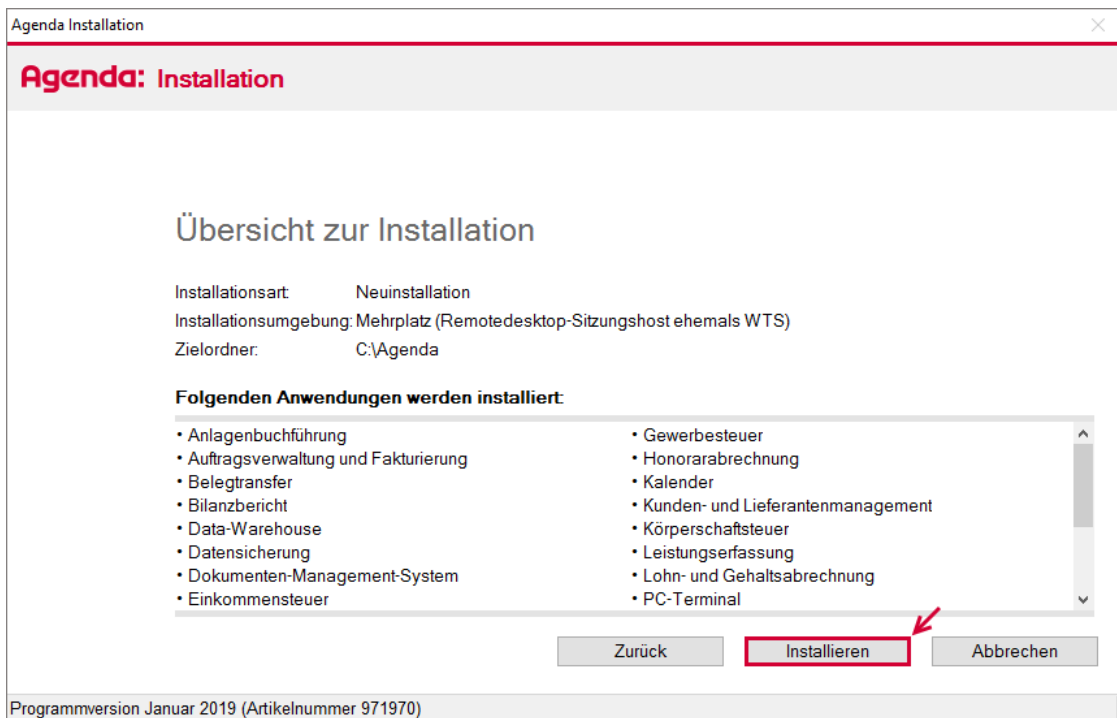 Agenda Installation
Agenda: Installation
Übersicht zur Installation
Installationsart: Neuinstallation
Installationsumgebung: Mehrplatz (Remotedesktop-Sitzungshost ehemals WTS)
Zielordner: C:\Agenda
Folgenden Anwendungen werden installiert:
• Anlagenbuchführung
• Auftragsverwaltung und Fakturierung
• Belegtransfer
• Bilanzbericht
• Data-Warehouse
• Datensicherung
• Dokumenten-Management-System
• Einkommensteuer
• Gewerbesteuer
• Honorarabrechnung
• Kalender
• Kunden- und Lieferantenmanagement
• Körperschaftsteuer
• Leistungserfassung
• Lohn- und Gehaltsabrechnung
• PC-Terminal
Zurück
Installieren
Abbrechen
Programmversion Januar 2019 (Artikelnummer 971970)